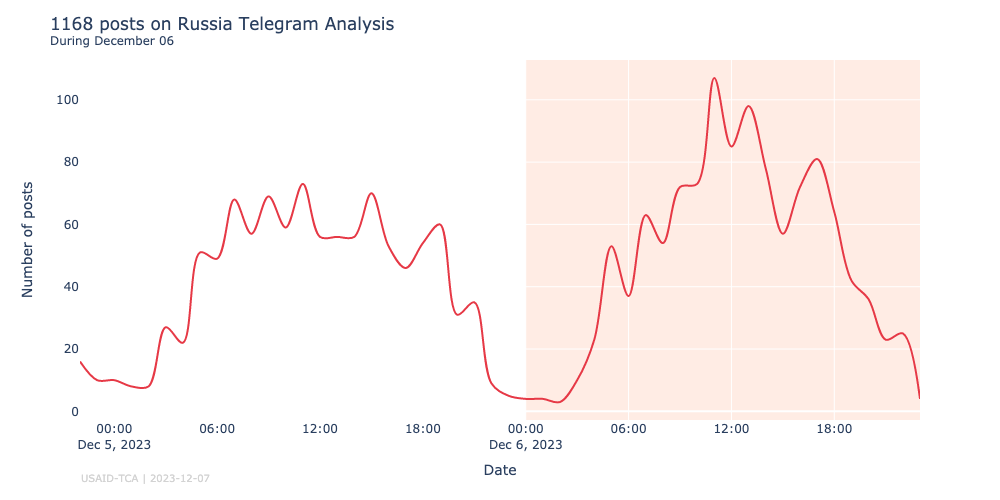 1168 posts on Russia Telegram Analysis
During December 06
100
80
60
40
20
0
Number of posts
00:00 06:00 12:00 18:00 00:00 06:00 12:00 18:00
Dec 5, 2023 Dec 6, 2023
Date
USAID-TCA | 2023-12-07